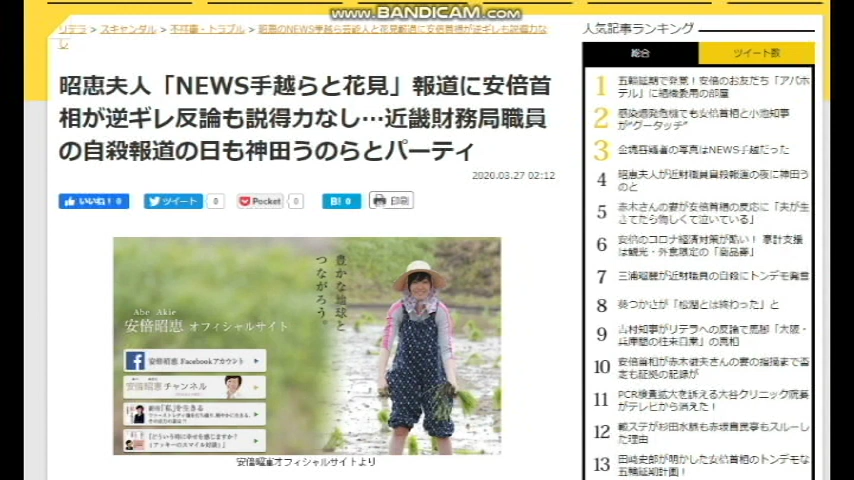 www.BANDICAM.com
リテラ > スキャンダル > 不祥事・トラブル > 昭恵のNEWS手越ら芸能人と花見報道に安倍首相が逆ギレも説得力な
し
昭恵夫人「NEWS手越らと花見」報道に安倍首
相が逆ギレ反論も説得力なし…近畿財務局職員
の自殺報道の日も神田うのらとパーティ
2020.03.27 02:12
いいね！ 0
ツイート 0
Pocket 0
B! 0
印刷
豊かな地球と
つながろう。
Abe Akie
安倍昭恵 オフィシャルサイト
安倍昭恵 Facebookアカウント
安倍昭恵 チャンネル
安倍昭恵オフィシャルサイトより
人気記事ランキング
総合
ツイート数
1 五輪延期で発覚！安倍のお友だち「アパホ
テル」に組織委用の部屋
2 感染爆発危機でも安倍首相と小池知事
が“グータッチ”
3 金塊容疑者の写真はNEWS手越だった
4 昭恵夫人が近財職員自殺報道の夜に神田う
のと
5 赤木さんの妻が安倍首相の反応に「夫が生
きてたら悔しくて泣いている」
6 安倍のコロナ経済対策が酷い！ 家計支援
は観光・外食限定の「商品券」
7 三浦瑠麗が近財職員の自殺にトンデモ発言
8 葵つかさが「松潤とは終わった」と
9 吉村知事がリテラへの反論で馬脚「大阪・
兵庫間の往来自粛」の真相
10 安倍首相が赤木俊夫さんの妻の指摘まで否
定も証拠の記録が
11 PCR検査拡大を訴える大谷クリニック院長
がテレビから消えた！
12 報ステが杉田水脈も赤坂自民亭もスルーし
た理由
13 田崎史郎が明かした安倍首相のトンデモな
五輪延期計画！